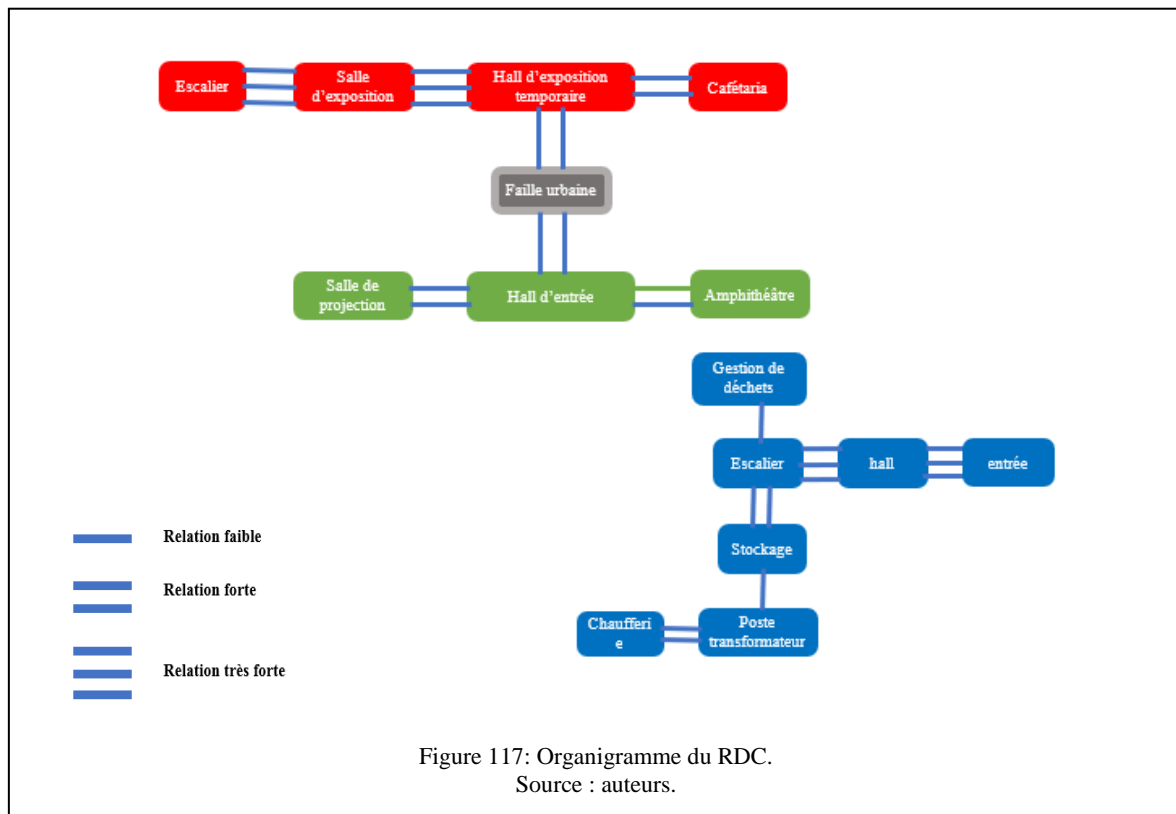 Escalier
Salle
d'exposition
Hall d'exposition
temporaire
Cafétaria
Faille urbaine
Salle de
projection
Hall d'entrée
Amphithéâtre
Gestion de
déchets
Escalier
hall
entrée
Stockage
Chaufferi
e
Poste
transformateur
Relation faible
Relation forte
Relation très forte
Figure 117: Organigramme du RDC.
Source : auteurs.